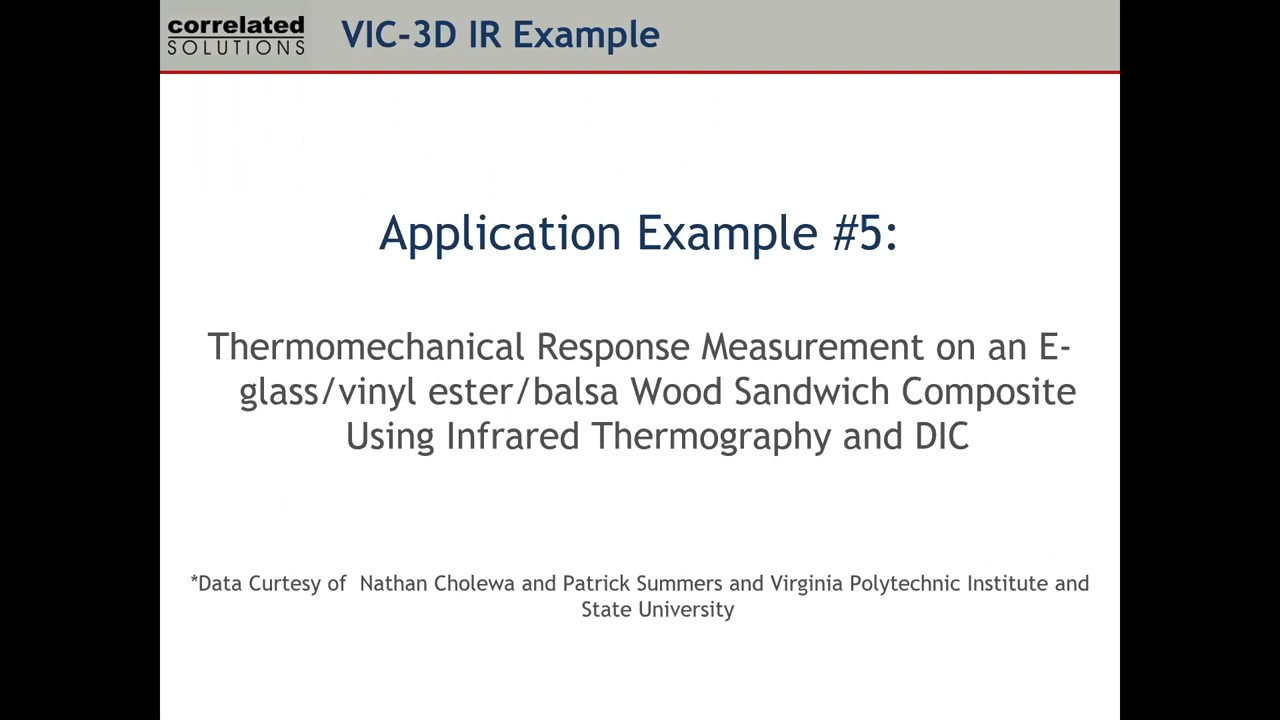 correlated
SOLUTIONS
VIC-3D IR Example
Application Example #5:
Thermomechanical Response Measurement on an E-
glass/vinyl ester/balsa Wood Sandwich Composite
Using Infrared Thermography and DIC
*Data Curtesy of Nathan Cholewa and Patrick Summers and Virginia Polytechnic Institute and
State University